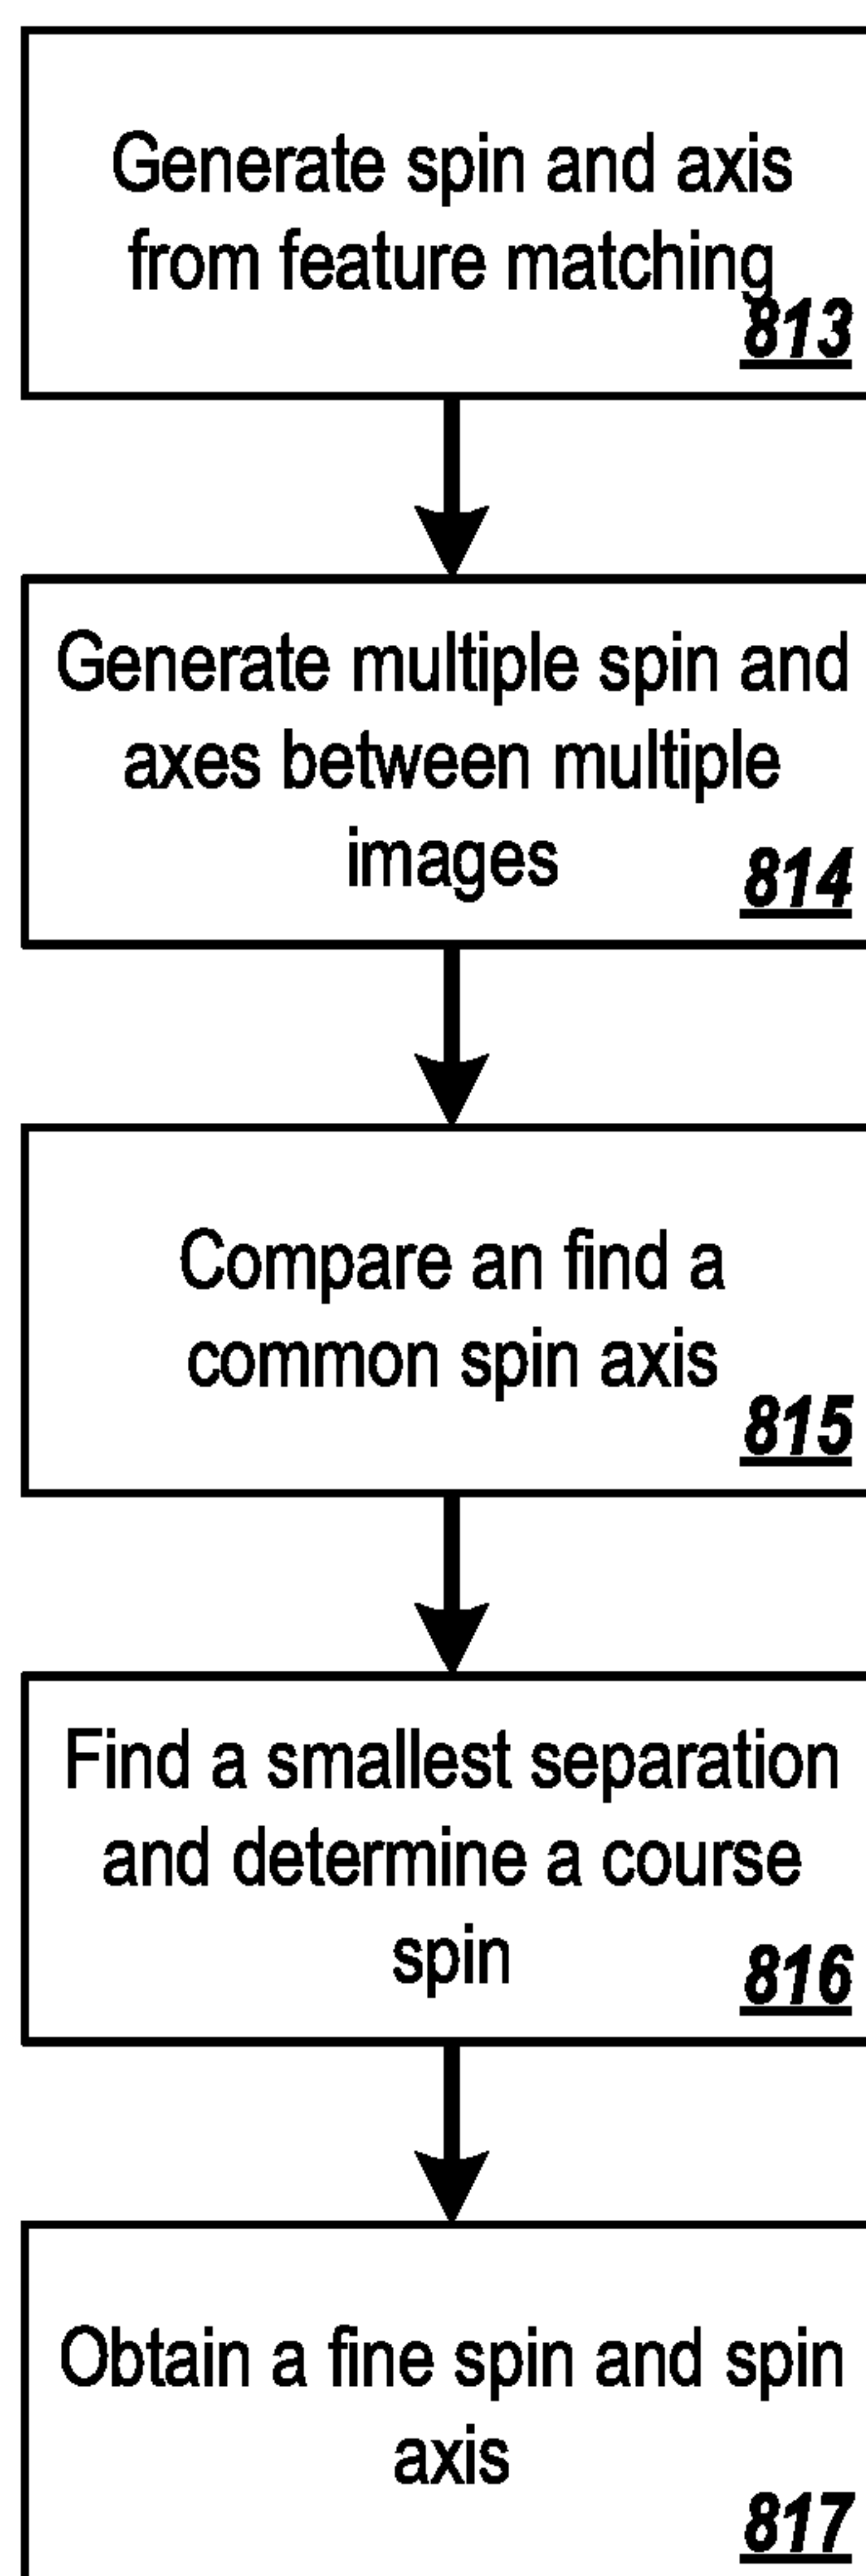 Generate spin and axis
from feature matching
813
Generate multiple spin and
axes between multiple
images
814
Compare an find a
common spin axis
815
Find a smallest separation
and determine a course
spin
816
Obtain a fine spin and spin
axis
817